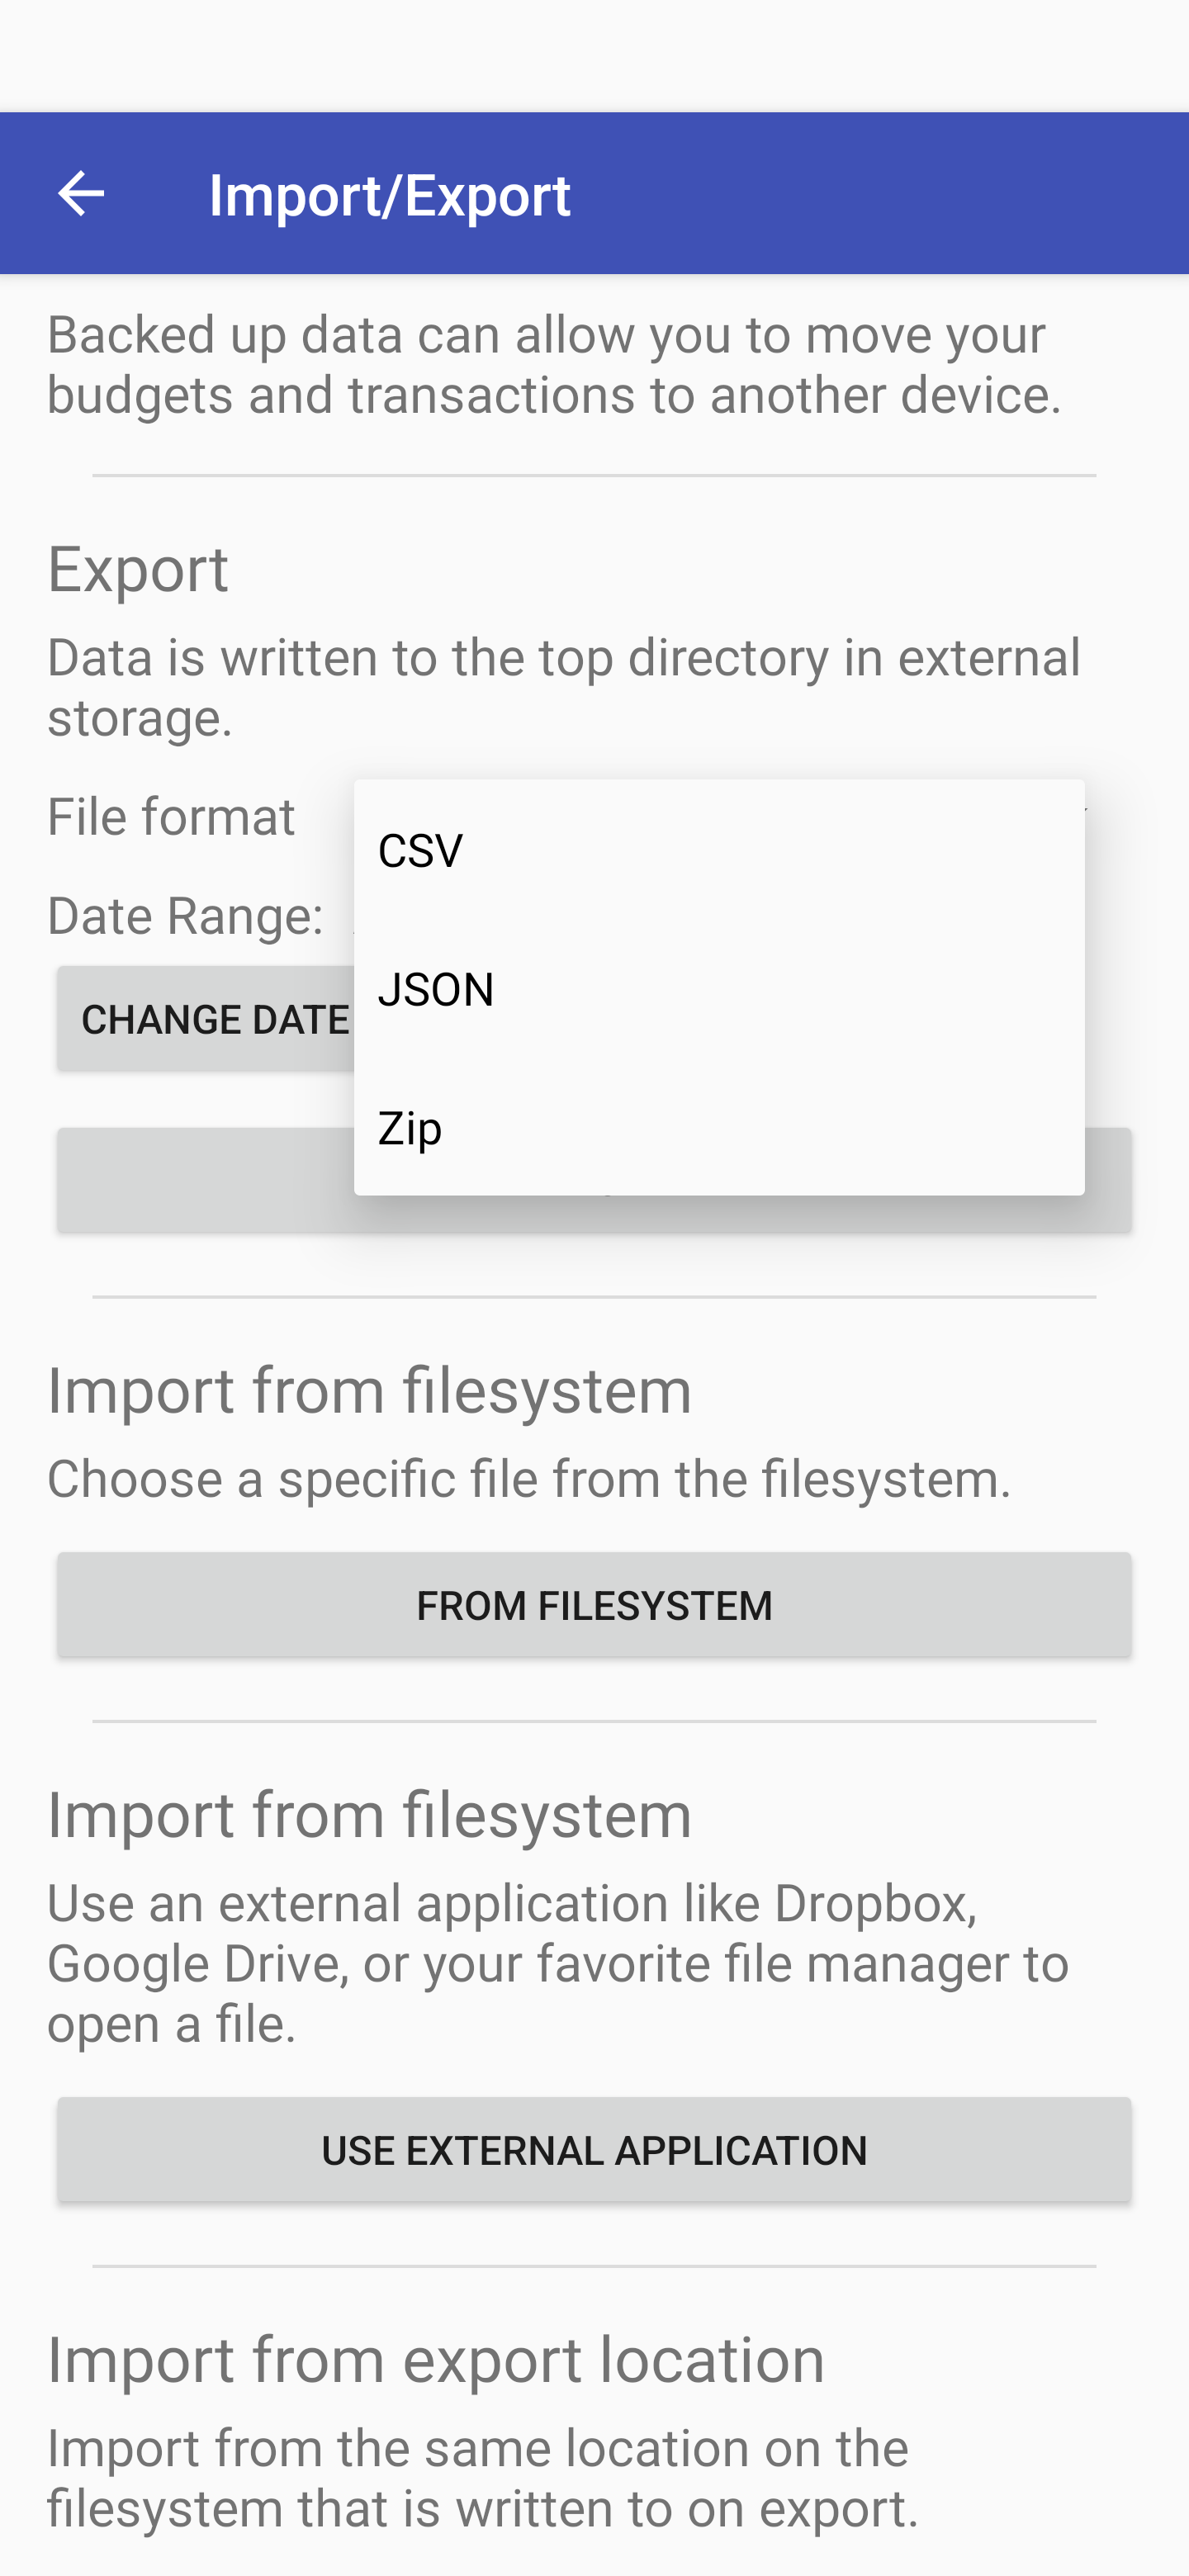 Import/Export
Backed up data can allow you to move your
budgets and transactions to another device.
Export
Data is written to the top directory in external
storage.
File format
CSV
Date Range:
JSON
CHANGE DATE
Zip
Import from filesystem
Choose a specific file from the filesystem.
FROM FILESYSTEM
Import from filesystem
Use an external application like Dropbox,
Google Drive, or your favorite file manager to
open a file.
USE EXTERNAL APPLICATION
Import from export location
Import from the same location on the
filesystem that is written to on export.